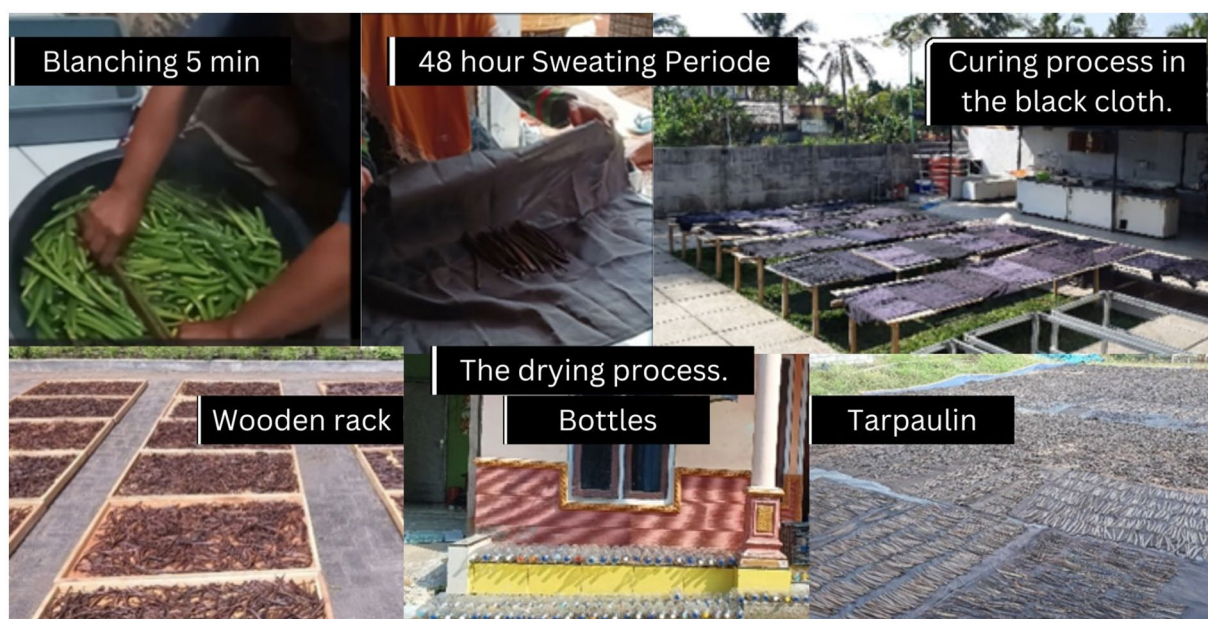 Blanching 5 min
48 hour Sweating Periode
Curing process in
the black cloth.
The drying process.
Wooden rack
Bottles
Tarpaulin